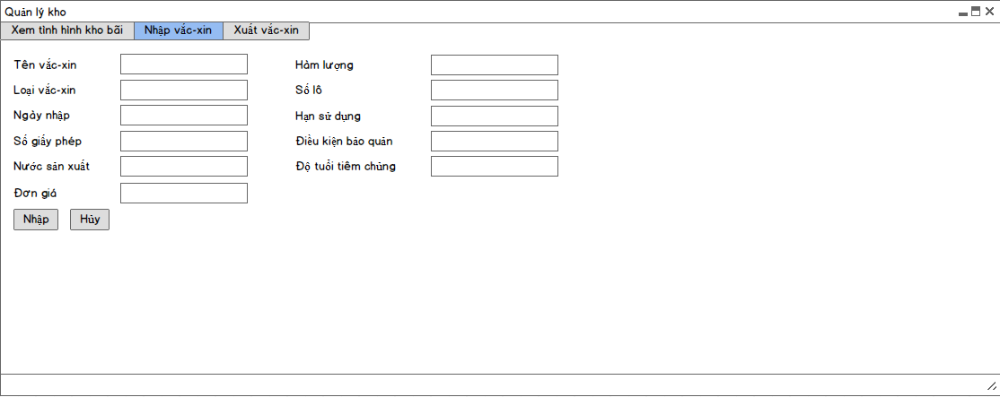 Quản lý kho
Xem tình hình kho bãi Nhập vắc-xin Xuất vắc-xin
Tên vắc-xin Hàm lượng
Loại vắc-xin Số lô
Ngày nhập Hạn sử dụng
Số giấy phép Điều kiện bảo quản
Nước sản xuất Độ tuổi tiêm chủng
Đơn giá
Nhập Hủy